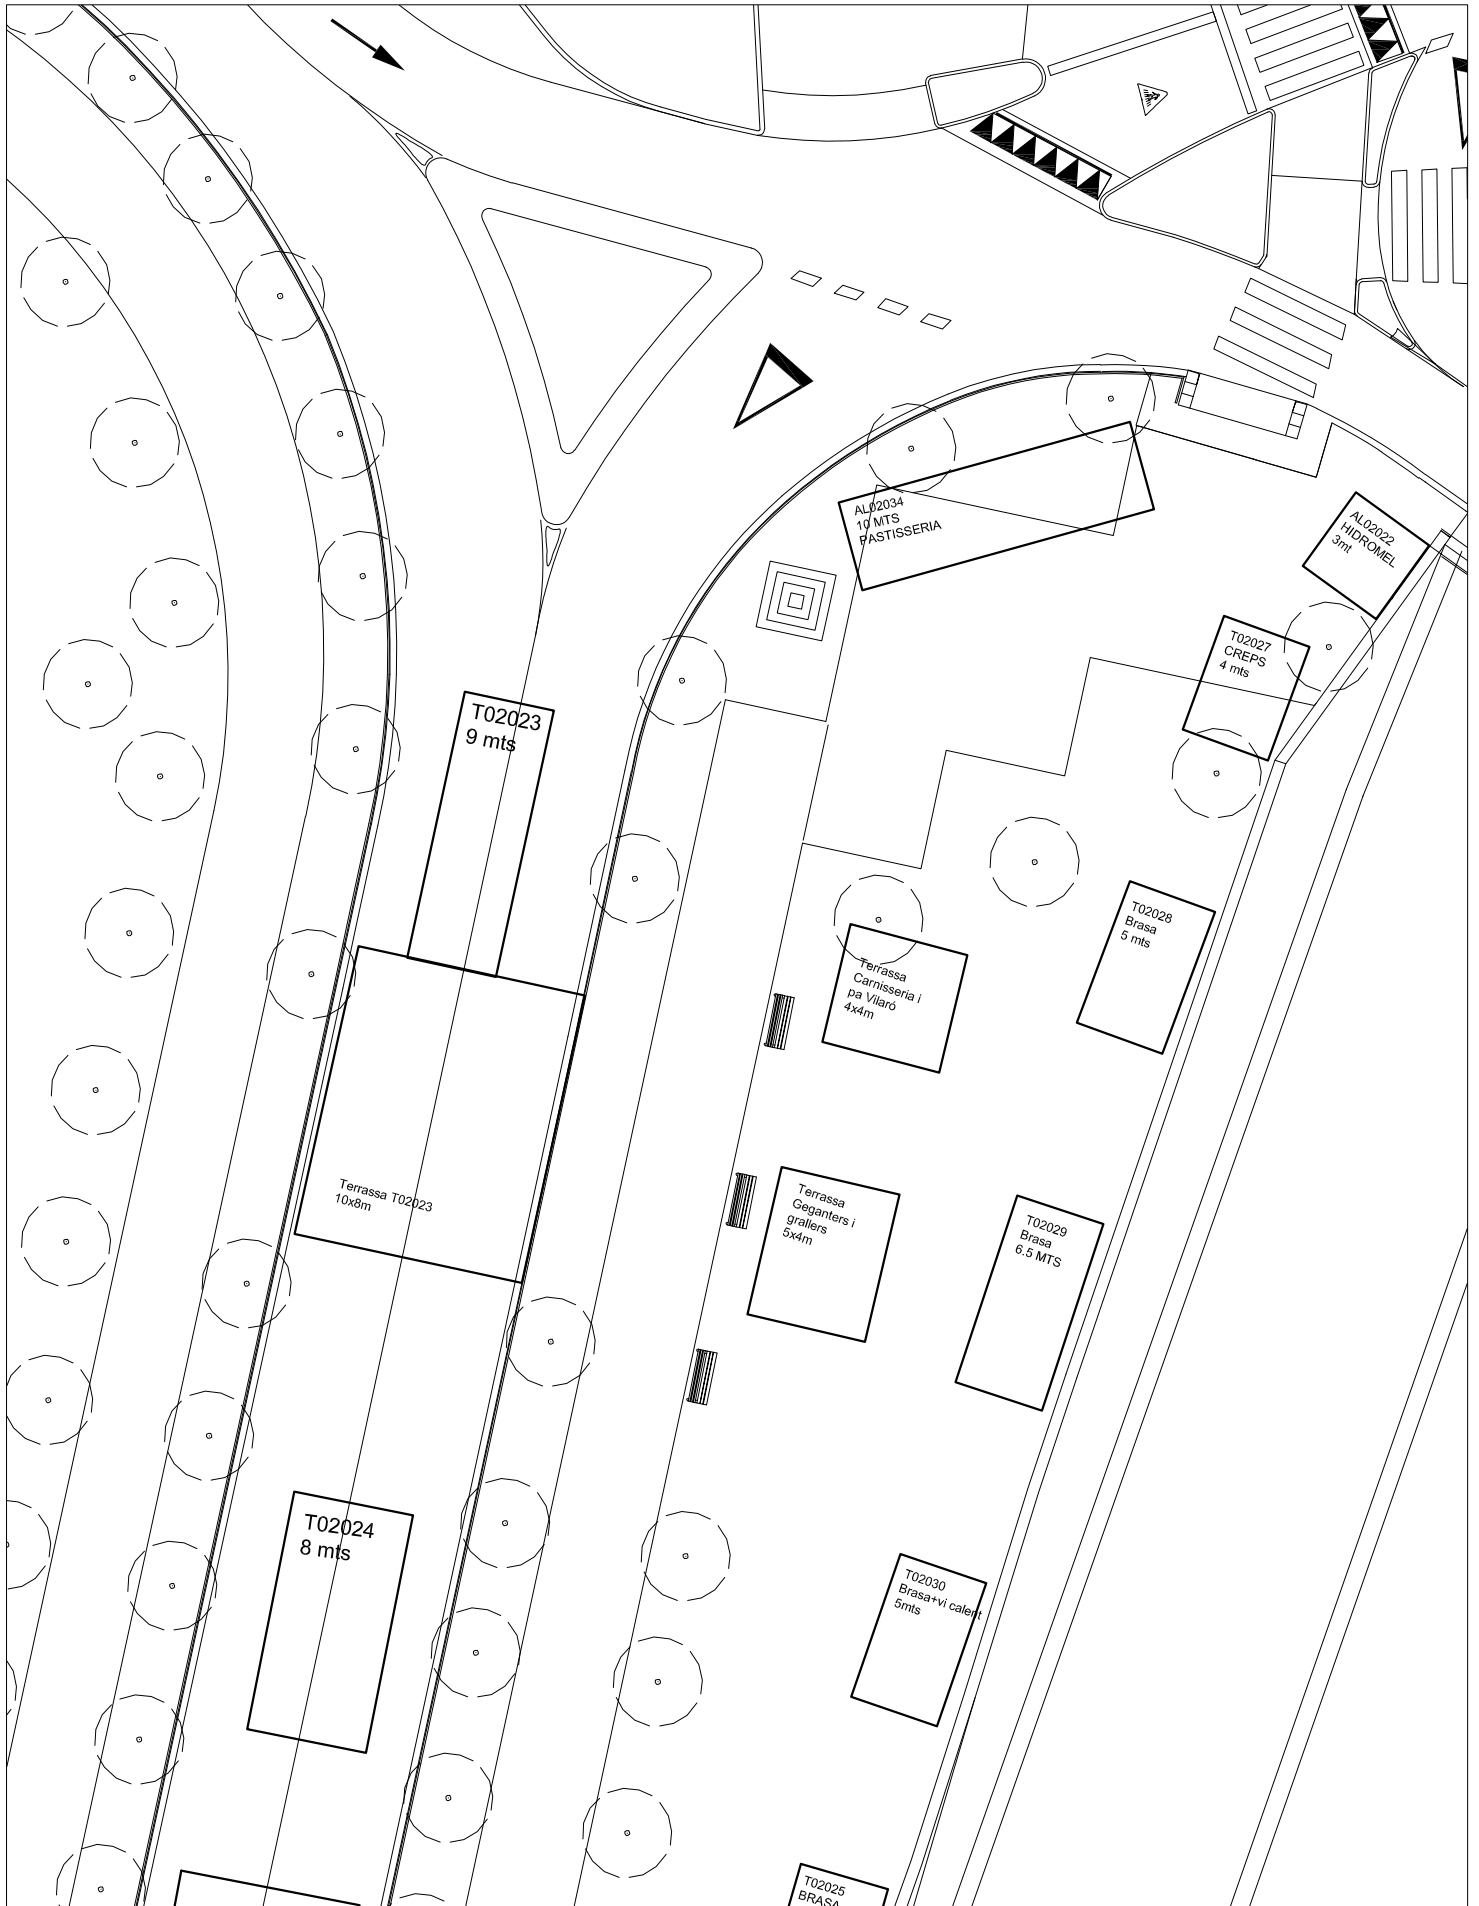 AL02034
10 MTS
PASTISSERIA
AL02022
HIDROMEL
3mt
T02027
CREPS
4 mts
T02023
9 mts
T02028
Brasa
5 mts
Terrassa
Carnisseria i
pa Vilaró
4x4m
Terrassa T02023
10x8m
Terrassa
Geganters i
grallers
5x4m
T02029
Brasa
6.5 MTS
T02024
8 mts
T02030
Brasa+vi calent
5mts
T02025
BRASA